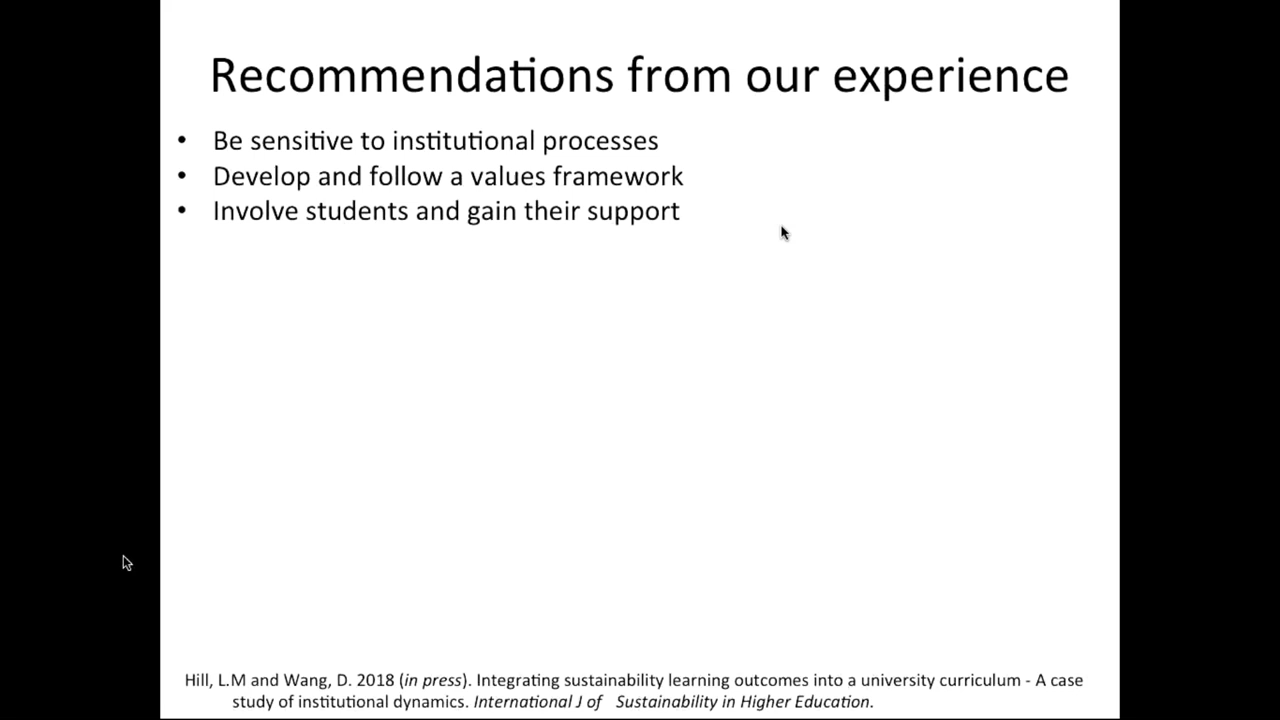 Recommendations from our experience
• Be sensitive to institutional processes
• Develop and follow a values framework
• Involve students and gain their support
Hill, L.M and Wang, D. 2018 (in press). Integrating sustainability learning outcomes into a university curriculum - A case
study of institutional dynamics. International J of Sustainability in Higher Education.